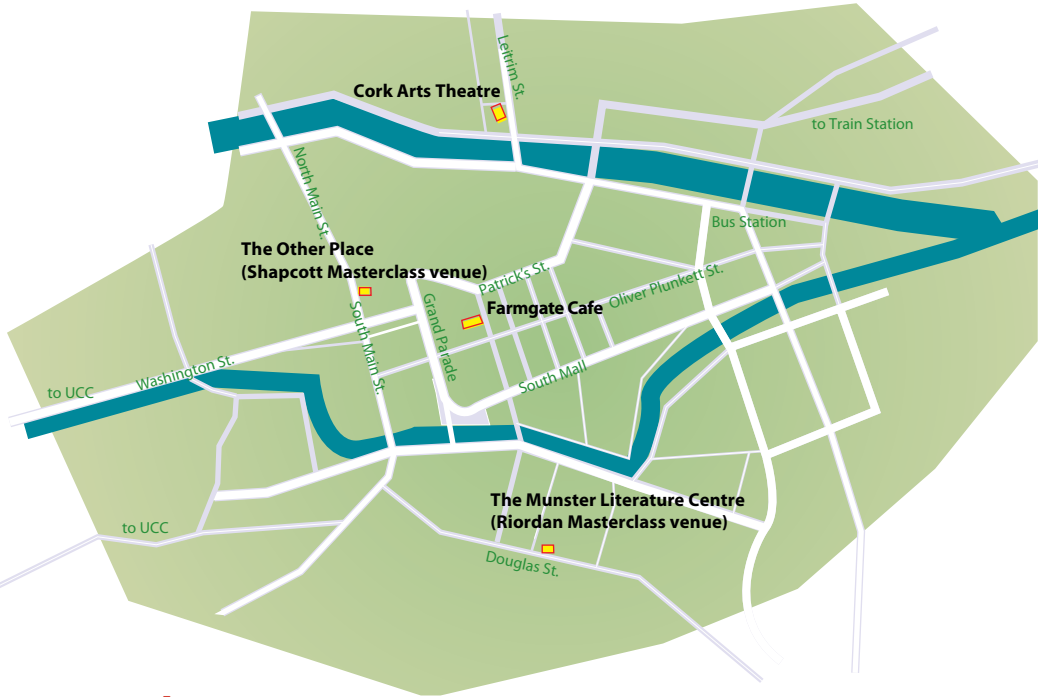 Leitrim St.
Cork Arts Theatre
to Train Station
North Main St.
Bus Station
The Other Place
(Shapcott Masterclass venue)
Patrick's St.
Oliver Plunkett St.
Grand Parade
Farmgate Cafe
South Main St.
South Mall
Washington St.
to UCC
The Munster Literature Centre
(Riordan Masterclass venue)
to UCC
Douglas St.